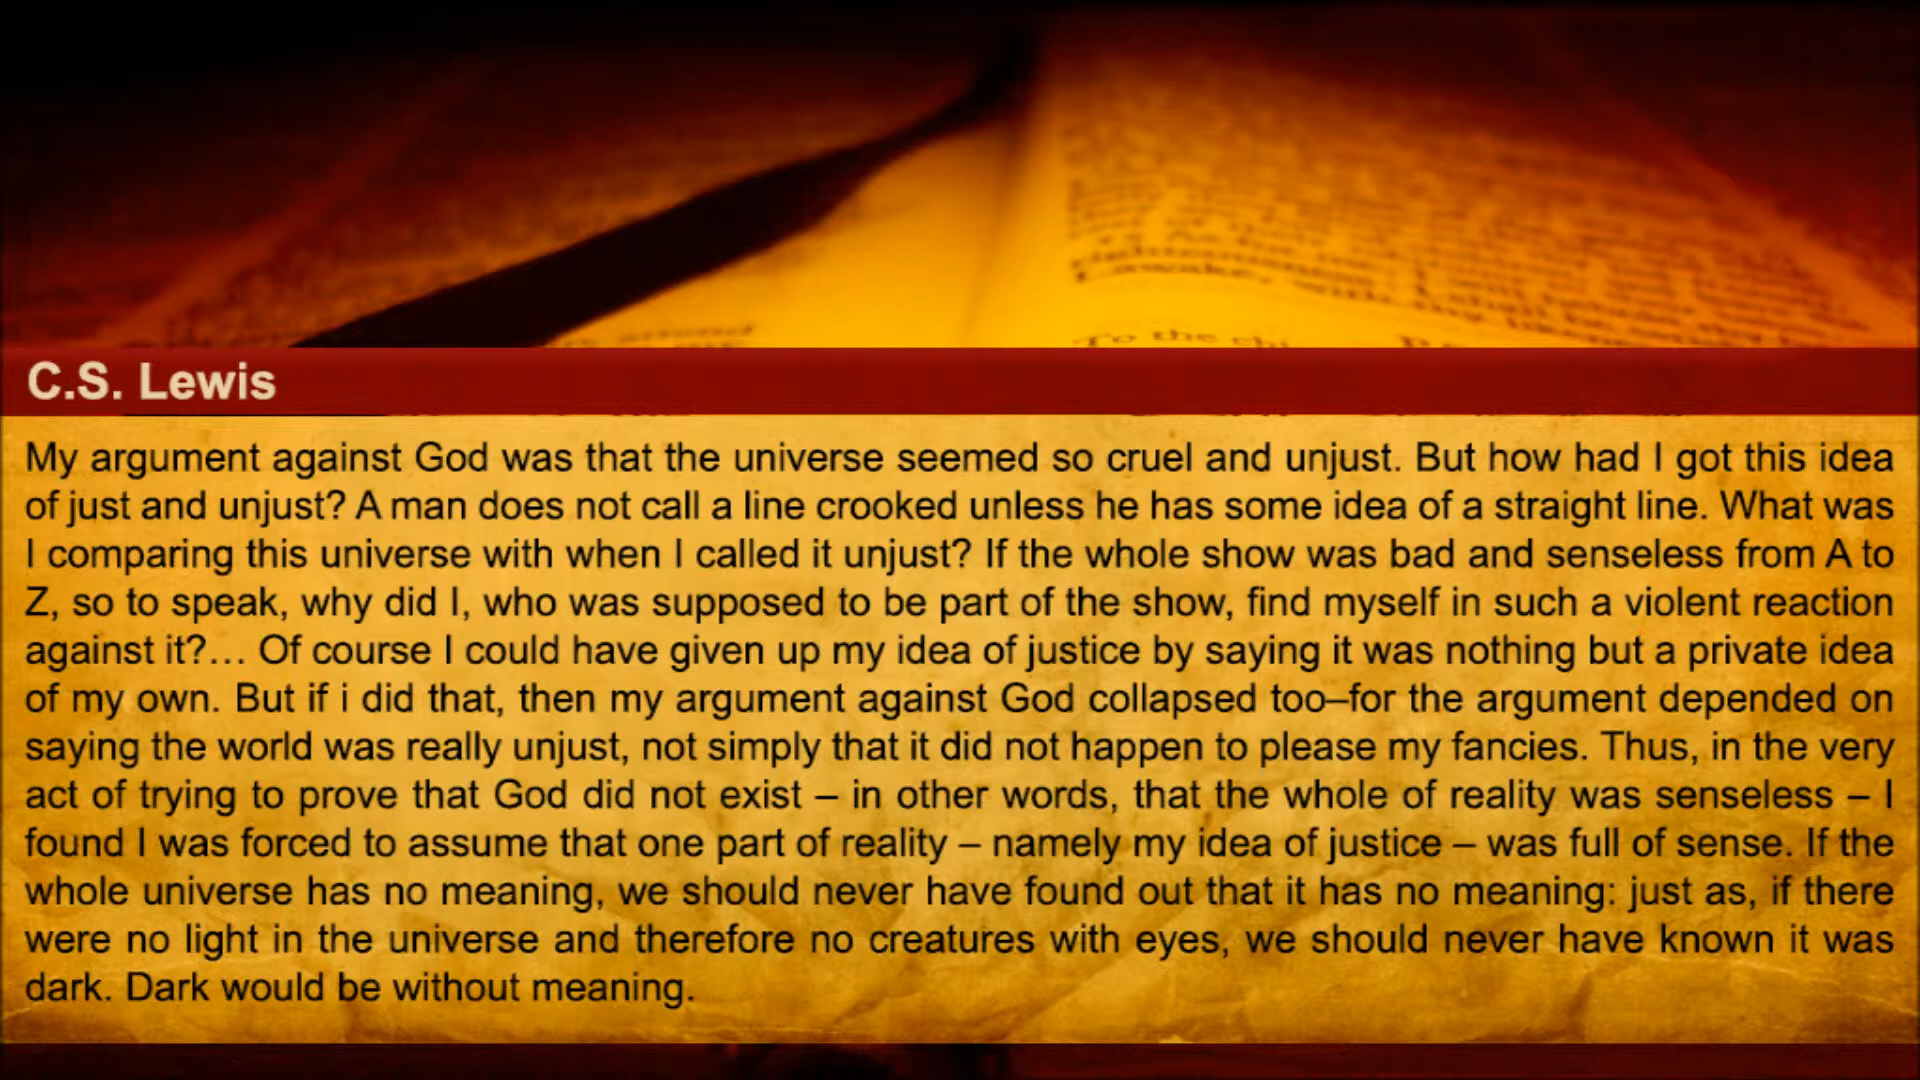 C.S. Lewis
My argument against God was that the universe seemed so cruel and unjust. But how had I got this idea
of just and unjust? A man does not call a line crooked unless he has some idea of a straight line. What was
I comparing this universe with when I called it unjust? If the whole show was bad and senseless from A to
Z, so to speak, why did I, who was supposed to be part of the show, find myself in such a violent reaction
against it?… Of course I could have given up my idea of justice by saying it was nothing but a private idea
of my own. But if i did that, then my argument against God collapsed too–for the argument depended on
saying the world was really unjust, not simply that it did not happen to please my fancies. Thus, in the very
act of trying to prove that God did not exist – in other words, that the whole of reality was senseless – I
found I was forced to assume that one part of reality – namely my idea of justice – was full of sense. If the
whole universe has no meaning, we should never have found out that it has no meaning: just as, if there
were no light in the universe and therefore no creatures with eyes, we should never have known it was
dark. Dark would be without meaning.